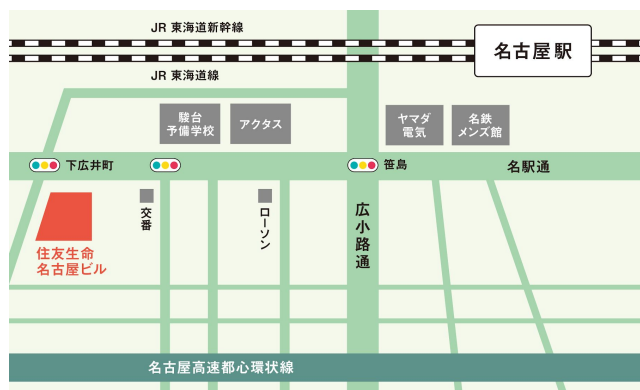 JR 東海道新幹線
名古屋駅
JR 東海道線
駿台
予備学校
アクタス
ヤマダ
電気
名鉄
メンズ館
下広井町
笹島
名駅通
交番
ローソン
広小路通
住友生命
名古屋ビル
名古屋高速都心環状線